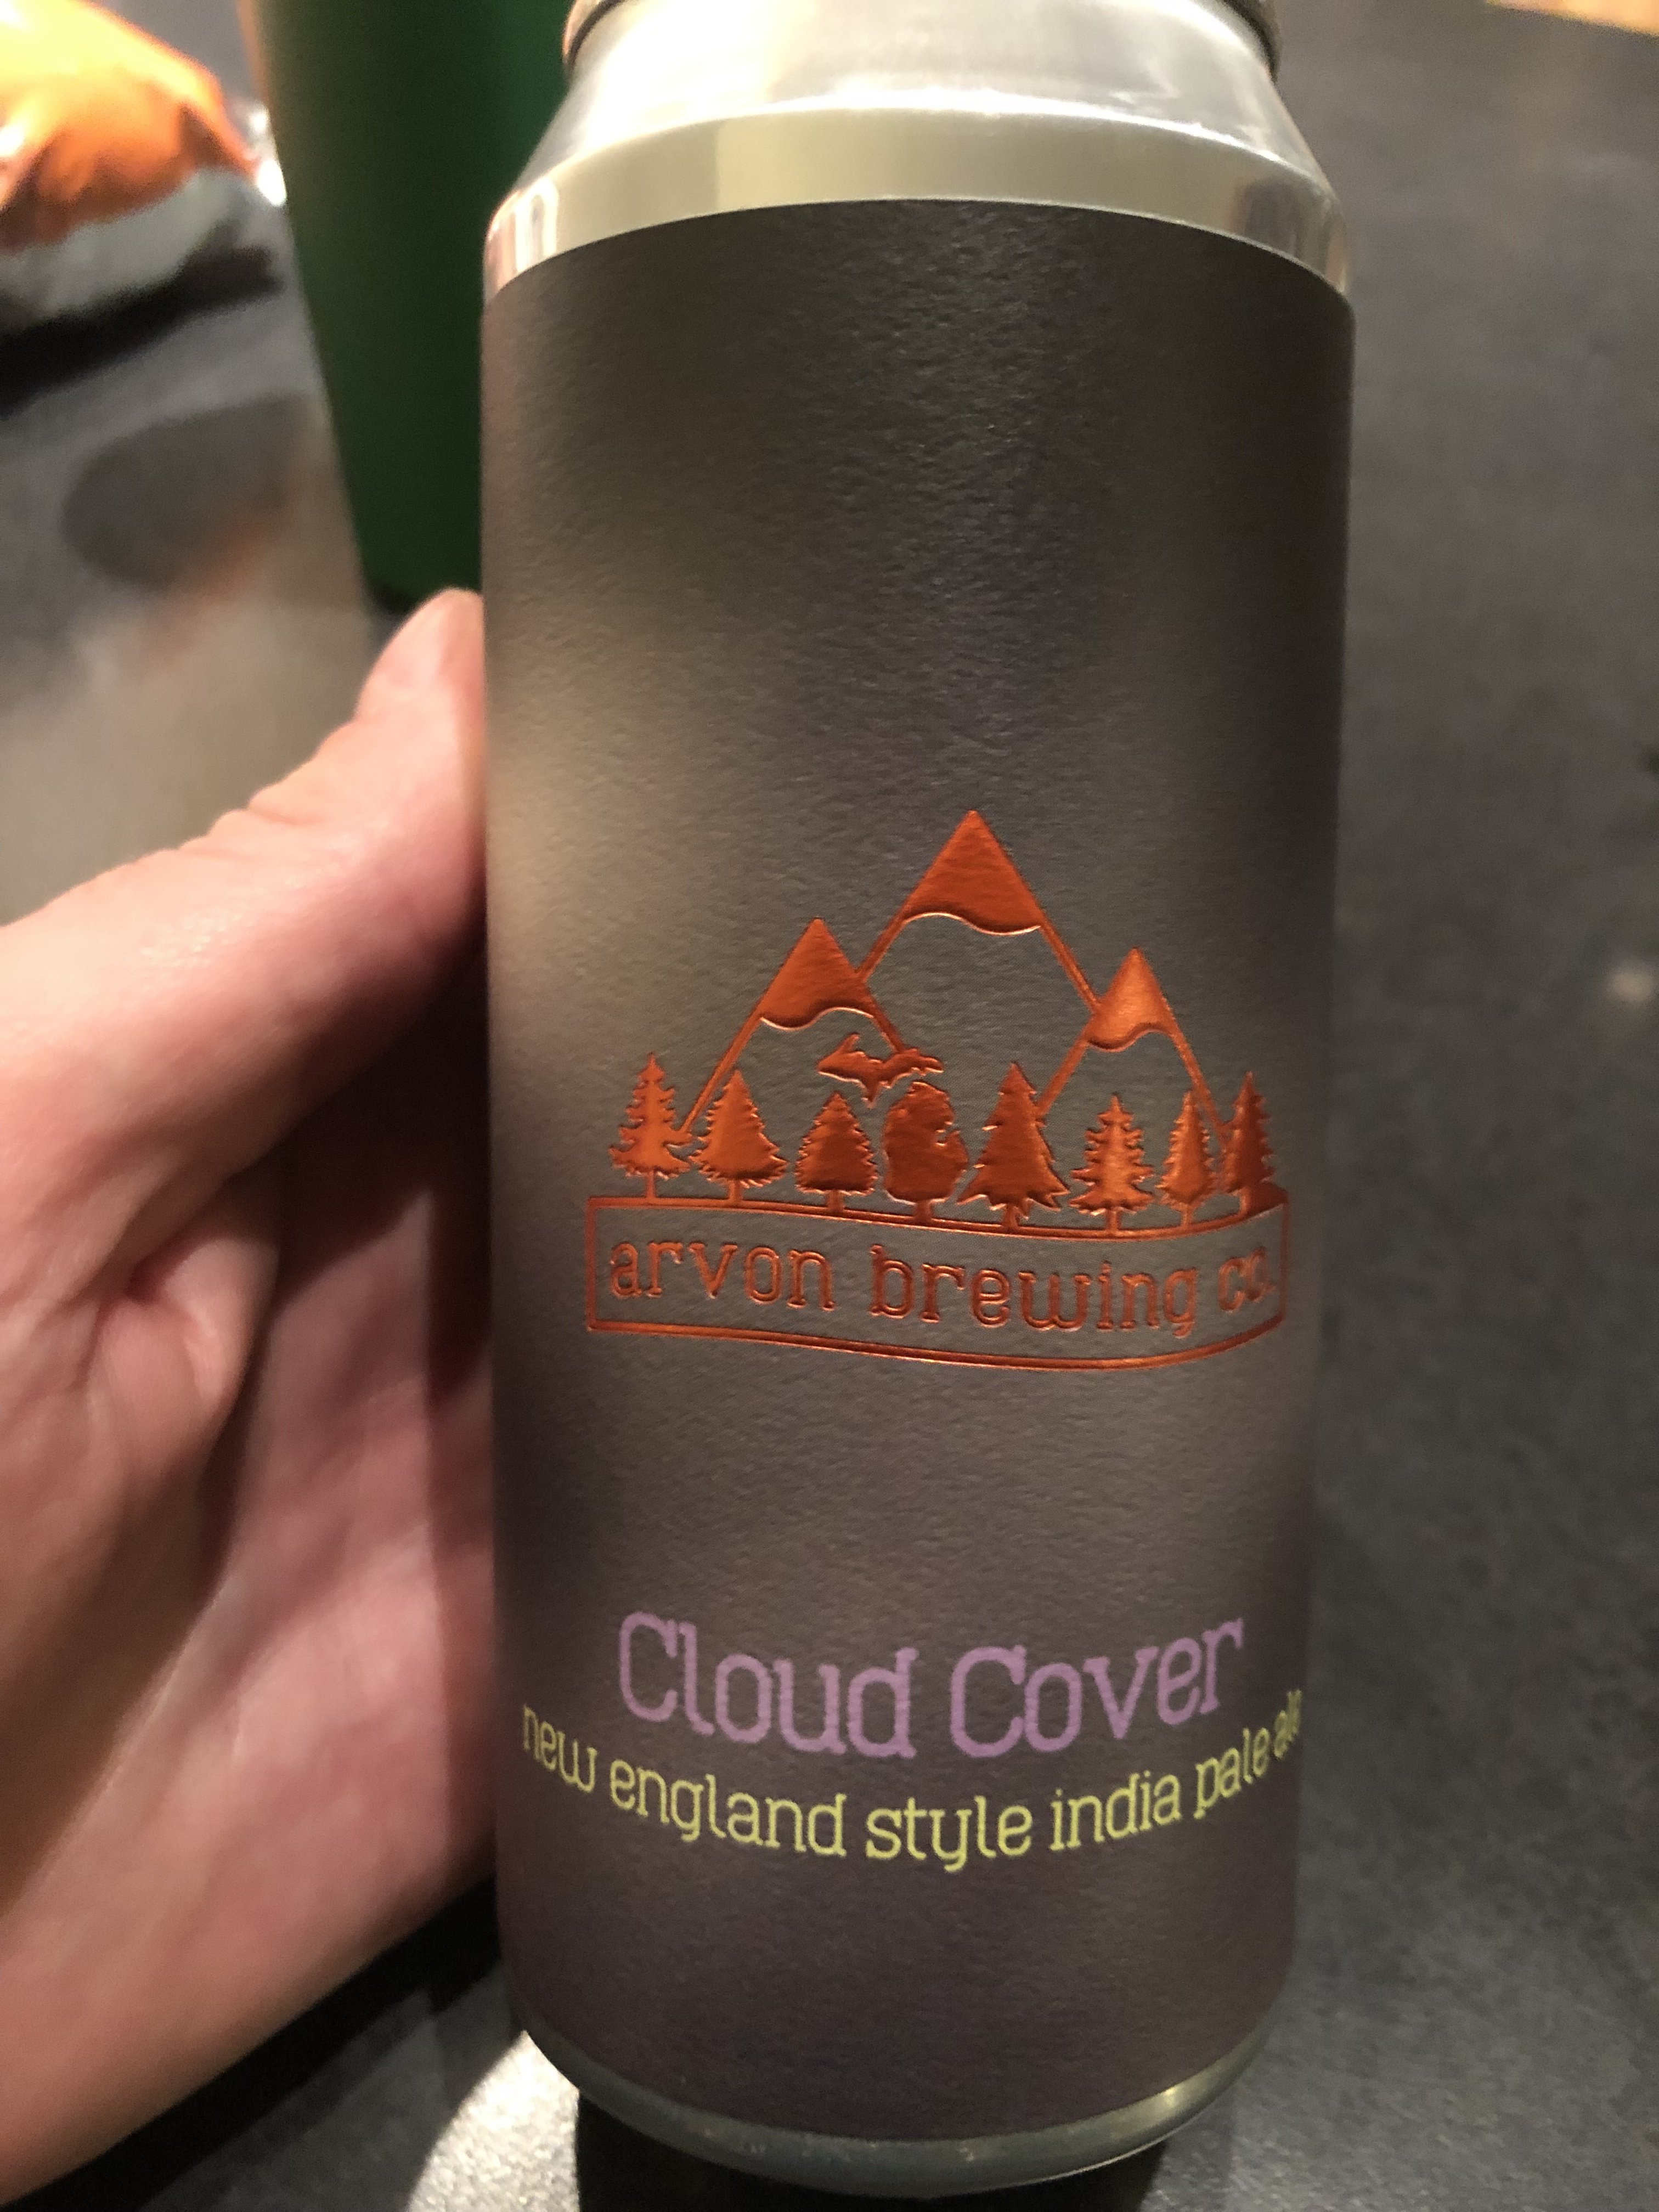 arvon brewing co.
Cloud Cover
new england style india pale ale